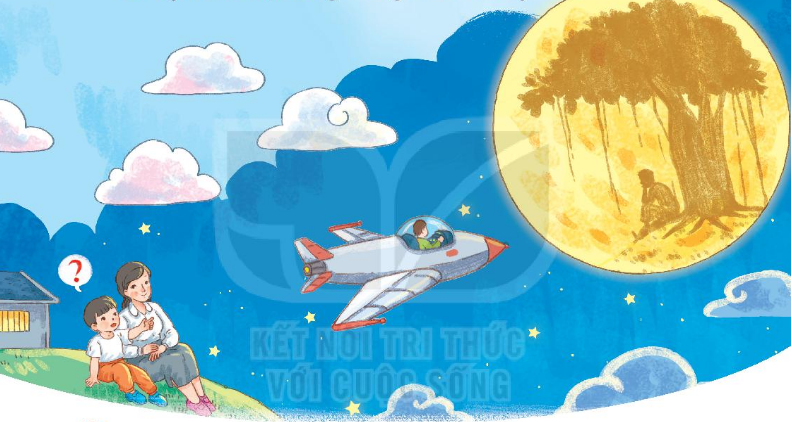 ?
KẾT NỐI TRI THỨC
VỚI CUỘC SỐNG